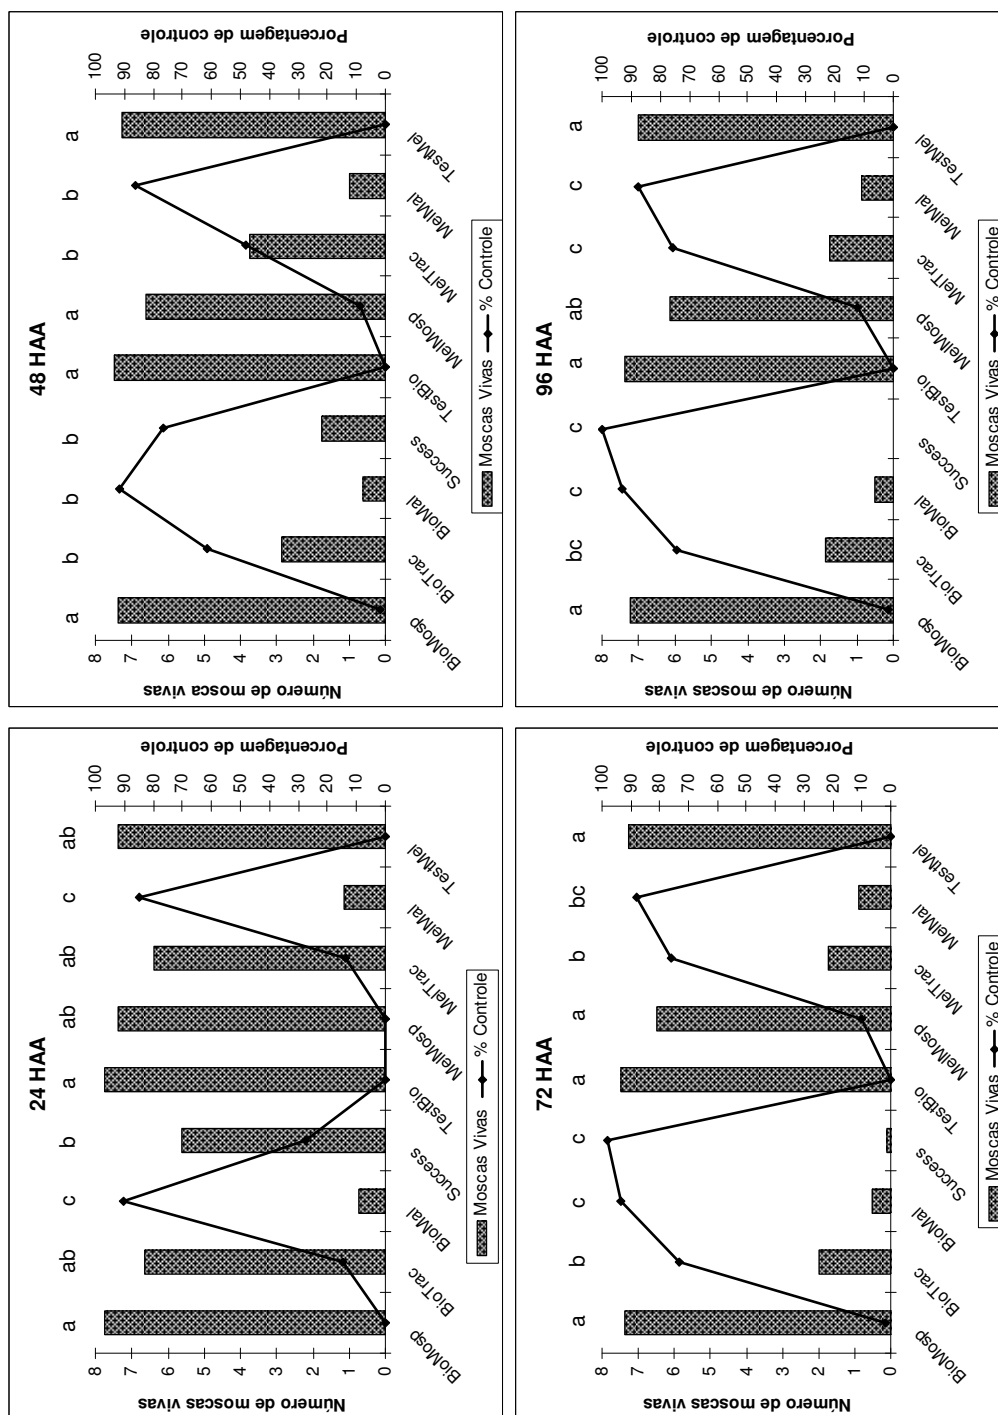 24 HAA
a ab c b a ab ab c ab
Número de moscas vivas
8 7 6 5 4 3 2 1 0
Porcentagem de controle
100 90 80 70 60 50 40 30 20 10 0
BioMosp BioTrac BioMal Success TestBio MelMosp MelTrac MelMal TestMel
Moscas Vivas % Controle
48 HAA
a b b b a a b b a
Número de mosca vivas
8 7 6 5 4 3 2 1 0
Porcentagem de controle
100 90 80 70 60 50 40 30 20 10 0
BioMosp BioTrac BioMal Success TestBio MelMosp MelTrac MelMal TestMel
Moscas Vivas % Controle
72 HAA
a b c c a a b bc a
Número de moscas vivas
8 7 6 5 4 3 2 1 0
Porcentagem de controle
100 90 80 70 60 50 40 30 20 10 0
BioMosp BioTrac BioMal Success TestBio MelMosp MelTrac MelMal TestMel
Moscas Vivas % Controle
96 HAA
a bc c c a ab c c a
Número de moscas vivas
8 7 6 5 4 3 2 1 0
Porcentagem de controle
100 90 80 70 60 50 40 30 20 10 0
BioMosp BioTrac BioMal Success TestBio MelMosp MelTrac MelMal TestMel
Moscas Vivas % Controle